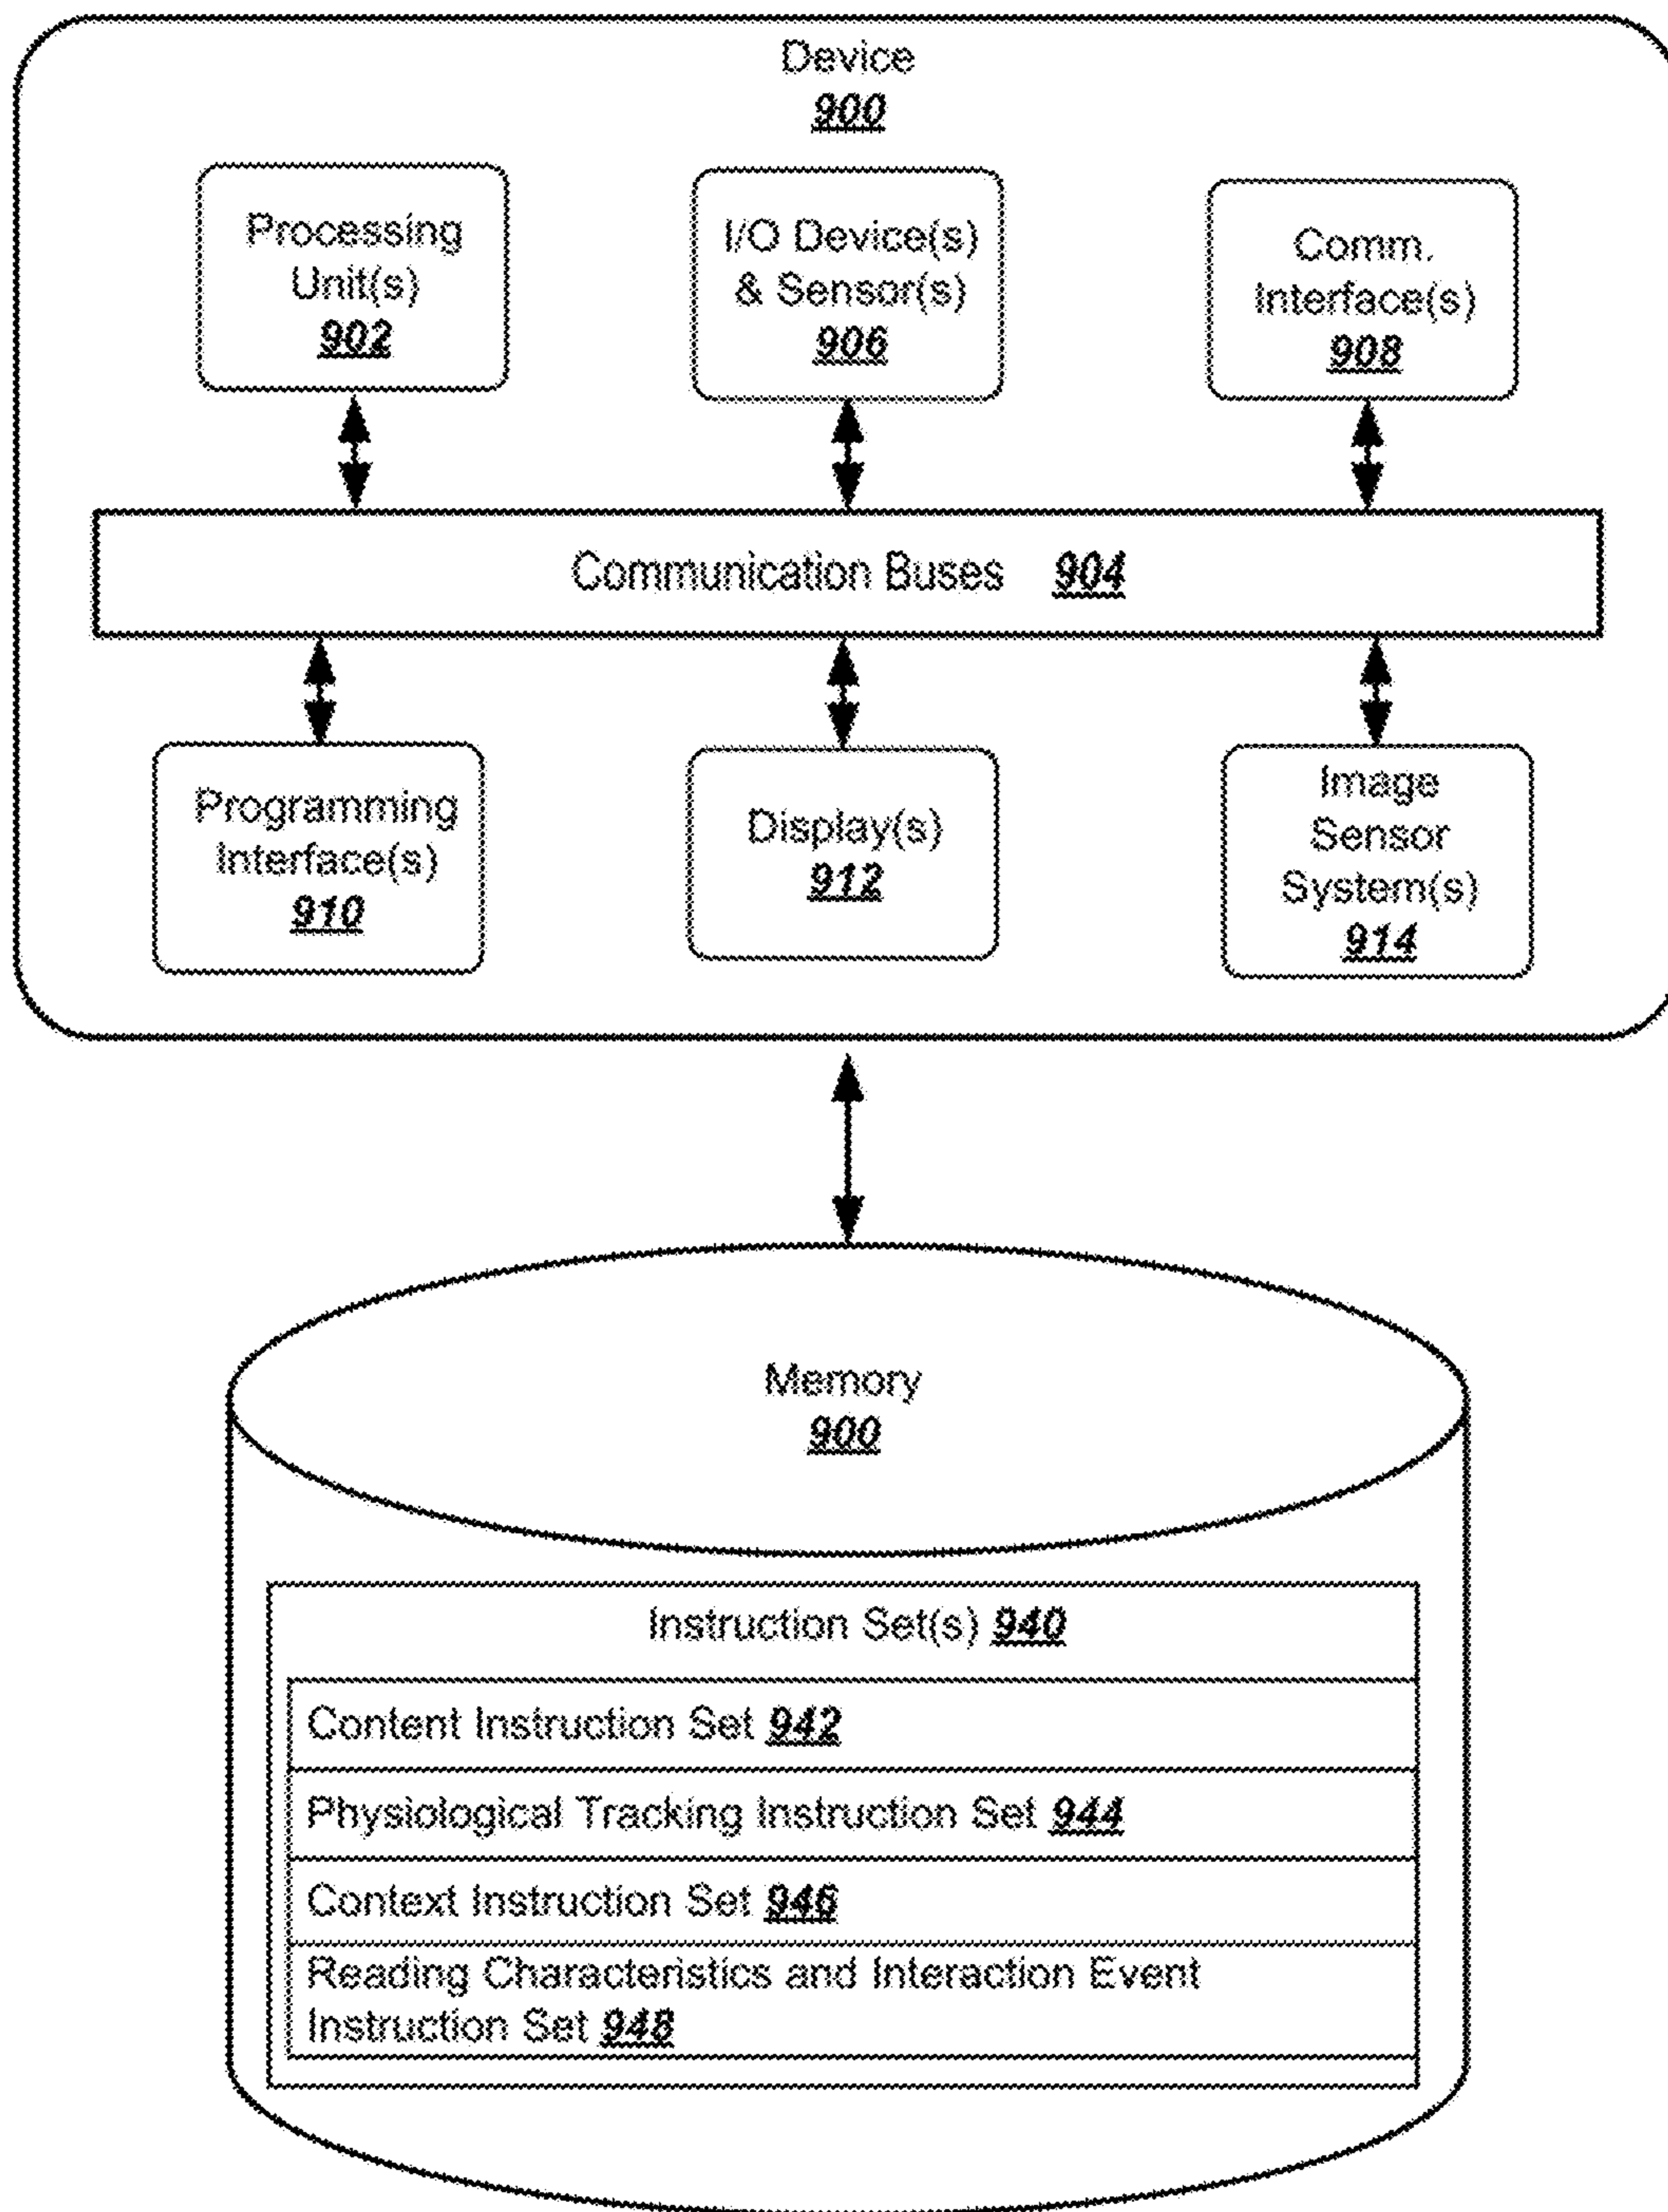 Device
900
Processing
Unit(s)
902
I/O Device(s)
& Sensor(s)
906
Comm.
Interface(s)
908
Communication Buses 904
Programming
Interface(s)
910
Display(s)
912
Image
Sensor
System(s)
914
Memory
900
Instruction Set(s) 940
Content Instruction Set 942
Physiological Tracking Instruction Set 944
Context Instruction Set 946
Reading Characteristics and Interaction Event
Instruction Set 948